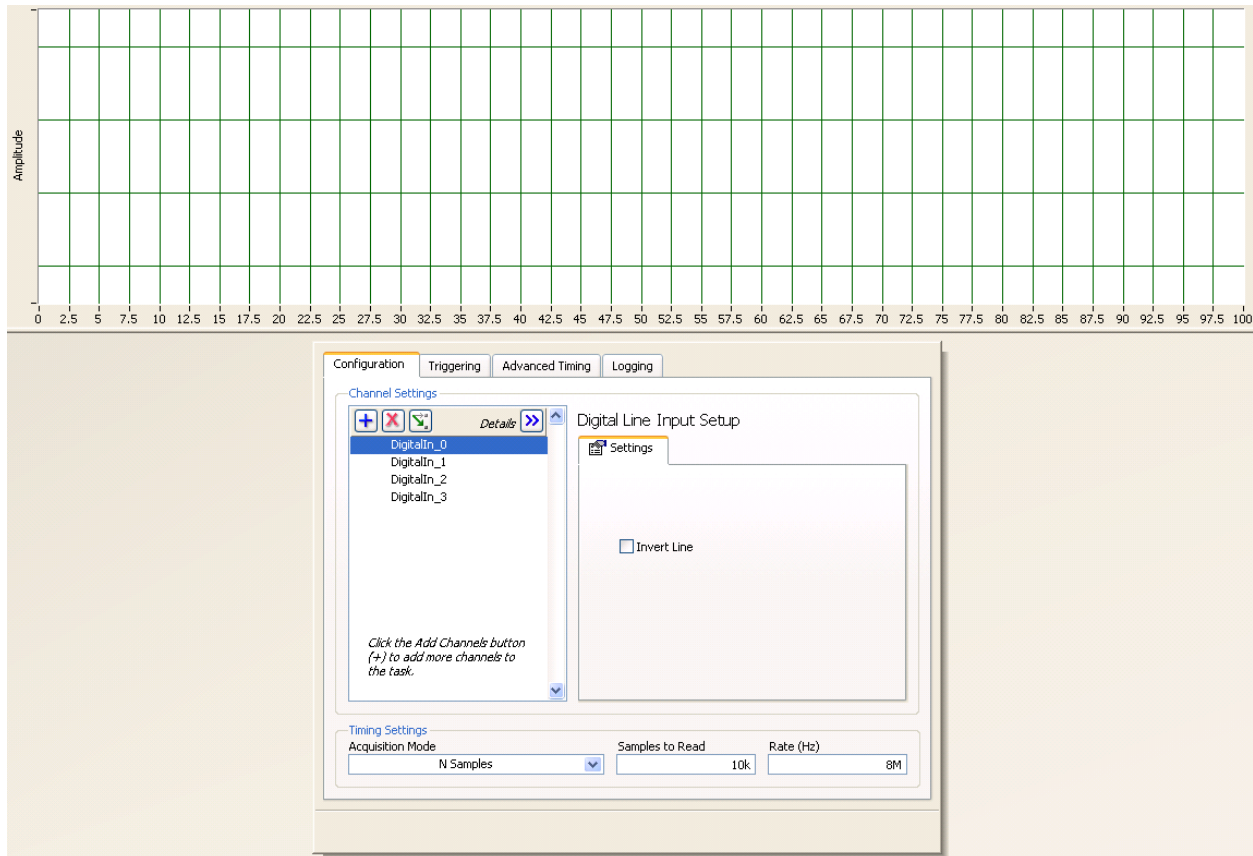 Amplitude
0 2.5 5 7.5 10 12.5 15 17.5 20 22.5 25 27.5 30 32.5 35 37.5 40 42.5 45 47.5 50 52.5 55 57.5 60 62.5 65 67.5 70 72.5 75 77.5 80 82.5 85 87.5 90 92.5 95 97.5 100
Configuration Triggering Advanced Timing Logging
Channel Settings
Details
DigitalIn_0
DigitalIn_1
DigitalIn_2
DigitalIn_3
Click the Add Channels button
(+) to add more channels to
the task.
Digital Line Input Setup
Settings
Invert Line
Timing Settings
Acquisition Mode Samples to Read Rate (Hz)
N Samples 10k 8M